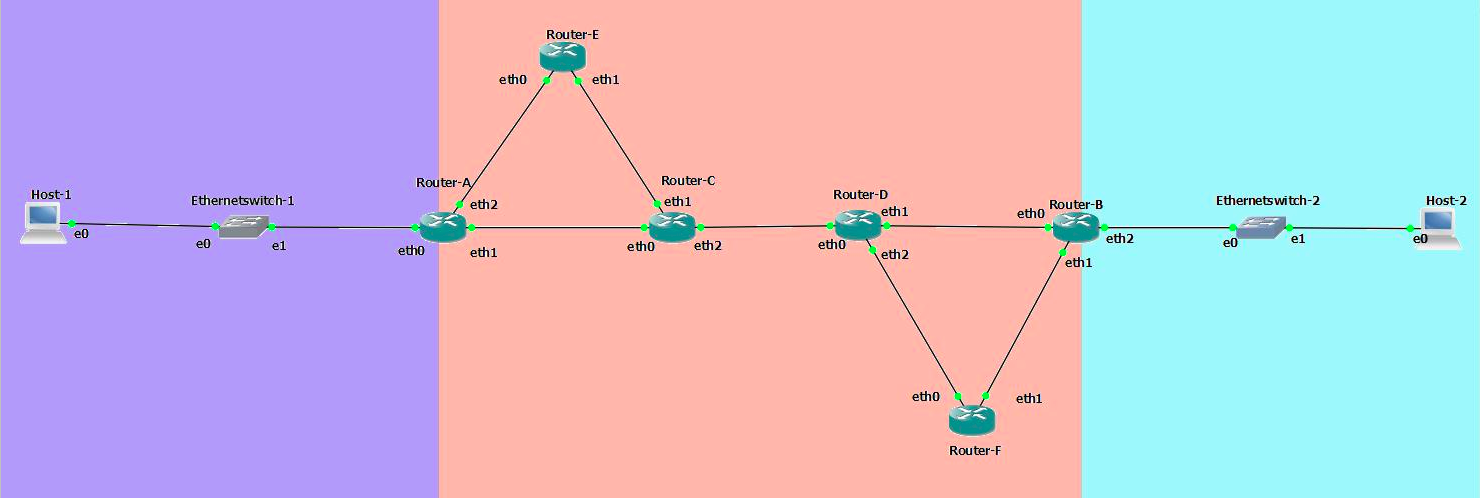 Router-E
eth0
eth1
Router-A
eth2
eth0
eth1
Router-C
eth1
eth0
eth2
Host-1
e0
Ethernetswitch-1
e0
e1
Router-D
eth1
eth0
eth2
Router-B
eth0
eth2
eth1
Ethernetswitch-2
e0
e1
Host-2
e0
eth0
eth1
Router-F